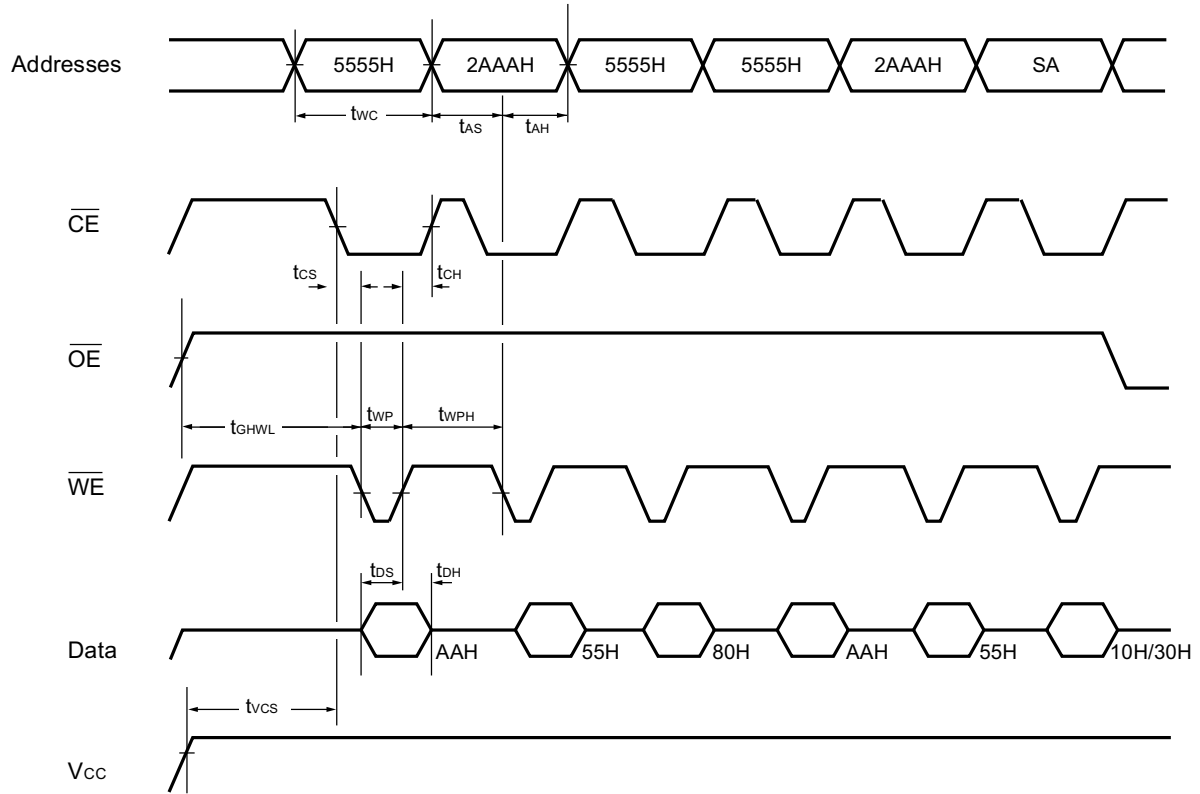 Addresses 5555H 2AAAH 5555H 5555H 2AAAH SA
tWC tAS tAH
CE
tCS tCH
OE
tGHWL tWP tWPH
WE
tDS tDH
Data AAH 55H 80H AAH 55H 10H/30H
tVCS
VCC